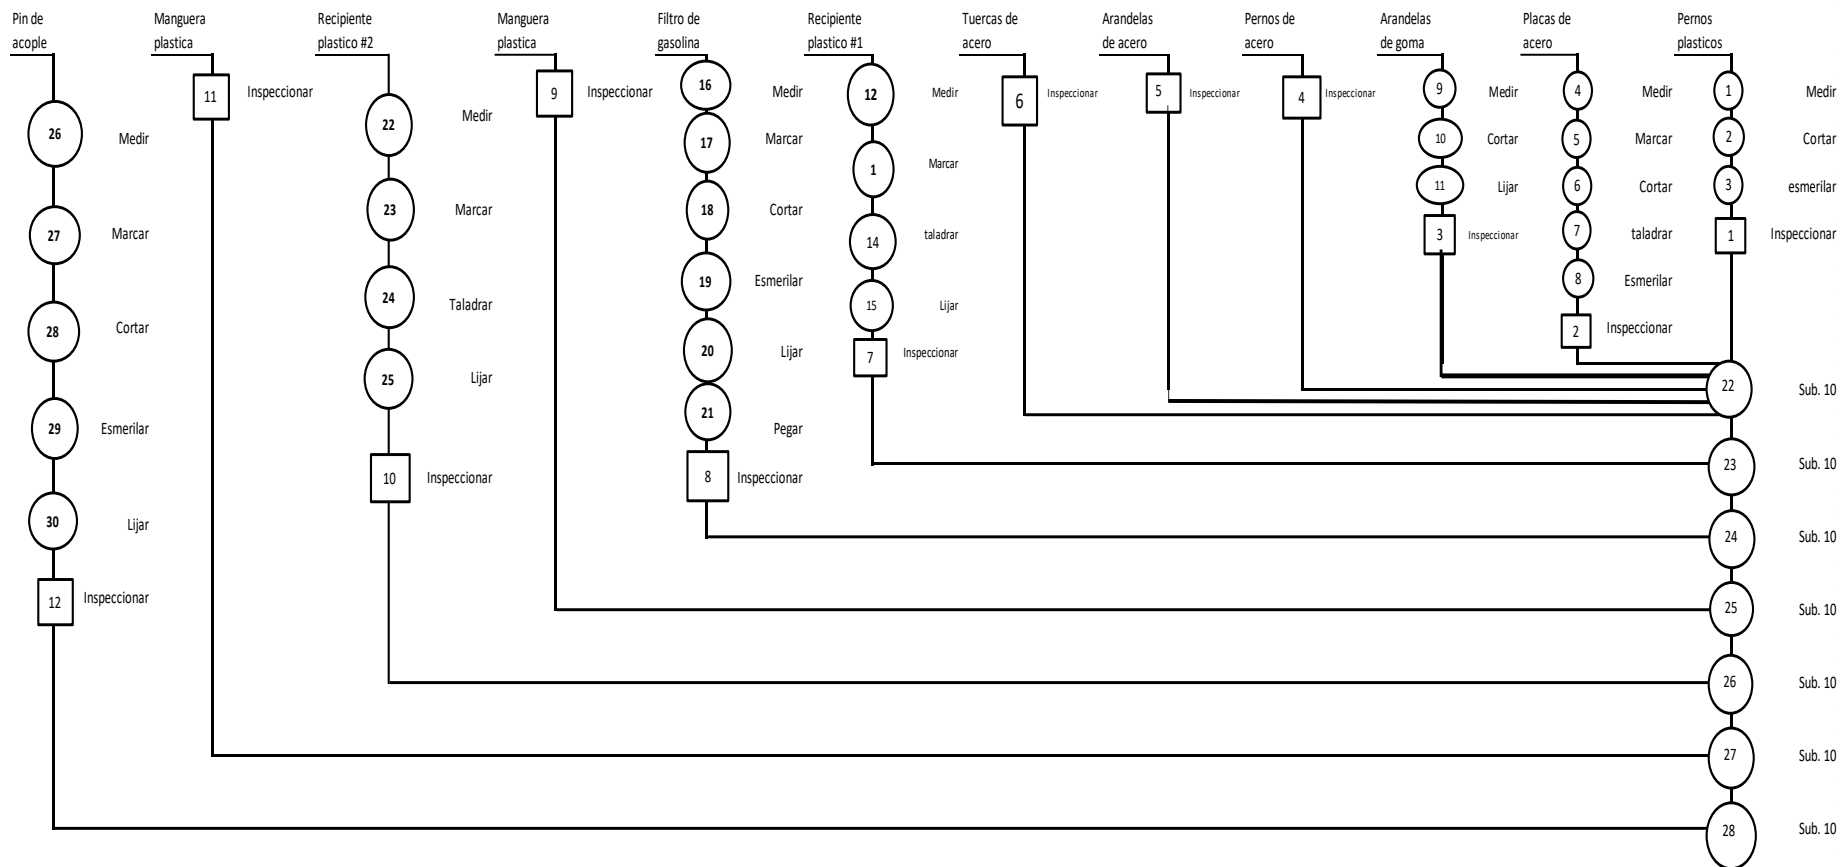 Pin de
acople
Manguera
plastica
Recipiente
plastico #2
Manguera
plastica
Filtro de
gasolina
Recipiente
plastico #1
Tuercas de
acero
Arandelas
de acero
Pernos de
acero
Arandelas
de goma
Placas de
acero
Pernos
plasticos
26
Medir
27
Marcar
28
Cortar
29
Esmerilar
30
Lijar
12
Inspeccionar
11
Inspeccionar
22
Medir
23
Marcar
24
Taladrar
25
Lijar
10
Inspeccionar
9
Inspeccionar
16
Medir
17
Marcar
18
Cortar
19
Esmerilar
20
Lijar
21
Pegar
8
Inspeccionar
12
Medir
1
Marcar
14
taladrar
15
Lijar
7
Inspeccionar
6
Inspeccionar
5
Inspeccionar
4
Inspeccionar
9
Medir
10
Cortar
11
Lijar
3
Inspeccionar
4
Medir
5
Marcar
6
Cortar
7
taladrar
8
Esmerilar
2
Inspeccionar
1
Medir
2
Cortar
3
esmerilar
1
Inspeccionar
22
Sub. 10
23
Sub. 10
24
Sub. 10
25
Sub. 10
26
Sub. 10
27
Sub. 10
28
Sub. 10